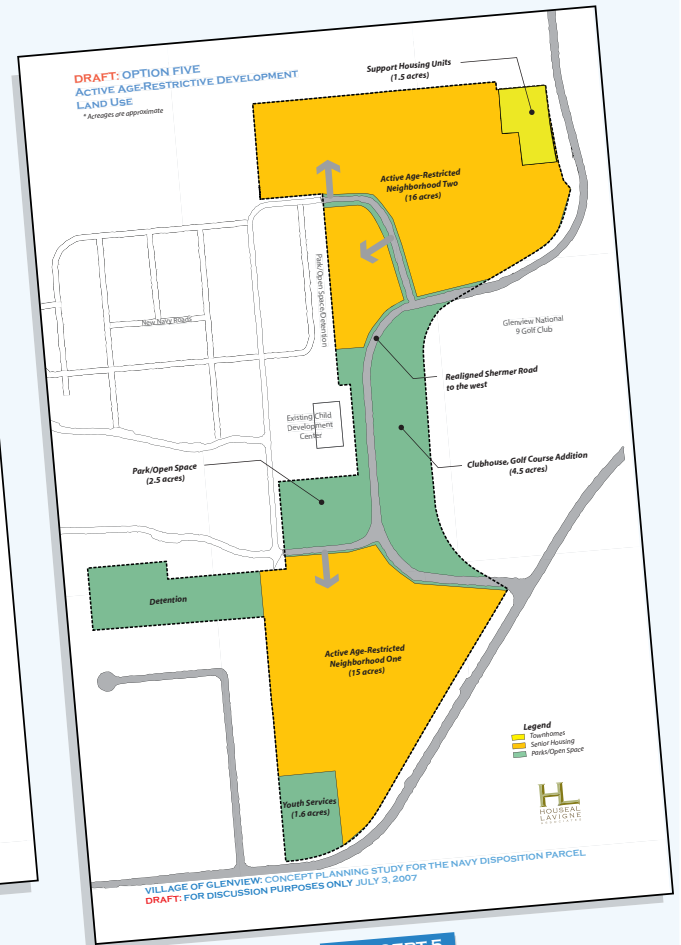 DRAFT: OPTION FIVE
ACTIVE AGE-RESTRICTIVE DEVELOPMENT
LAND USE
* Acreages are approximate
Support Housing Units
(1.5 acres)
Active Age-Restricted
Neighborhood Two
(16 acres)
Park/Open Space/Detention
New Navy Roads
Glenview National
9 Golf Club
Realigned Shermer Road
to the west
Existing Child
Development
Center
Park/Open Space
(2.5 acres)
Clubhouse, Golf Course Addition
(4.5 acres)
Detention
Active Age-Restricted
Neighborhood One
(15 acres)
Legend
Townhomes
Senior Housing
Parks/Open Space
Youth Services
(1.6 acres)
HL
HOUSEAL
LAVIGNE
ASSOCIATES
VILLAGE OF GLENVIEW: CONCEPT PLANNING STUDY FOR THE NAVY DISPOSITION PARCEL
DRAFT: FOR DISCUSSION PURPOSES ONLY JULY 3, 2007